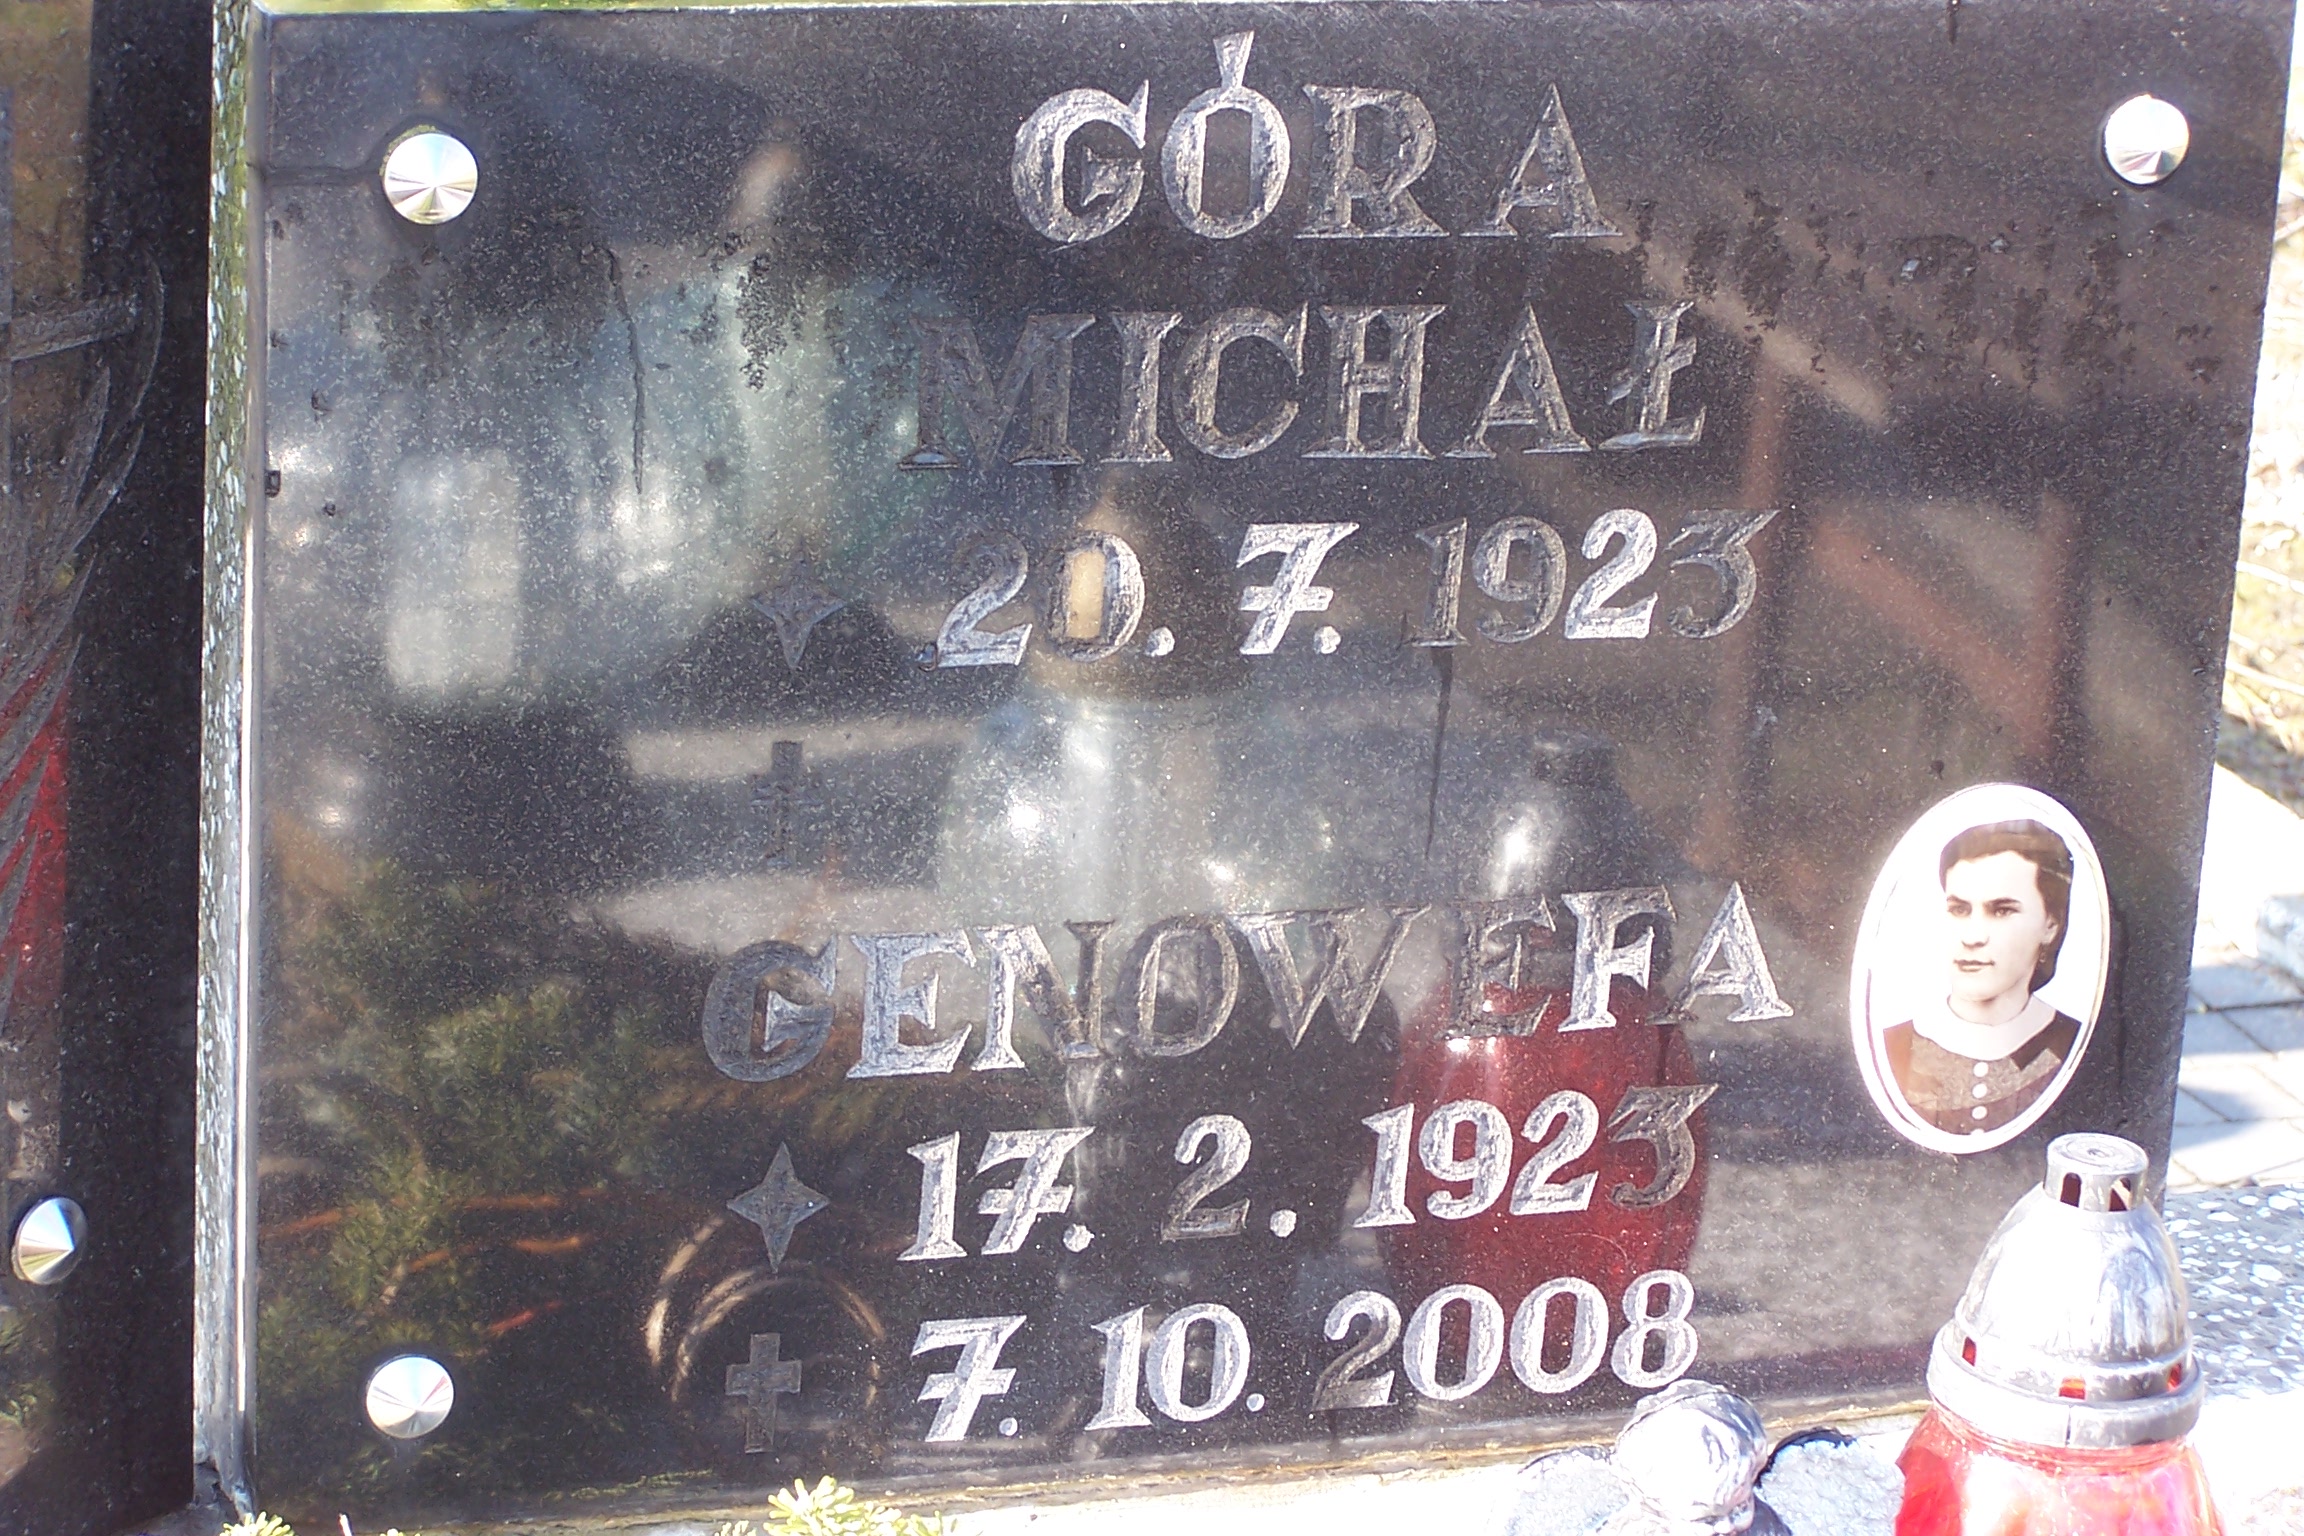 GÓRA
MICHAŁ
20. 7. 1923
GENOWEFA
17. 2. 1923
7. 10. 2008